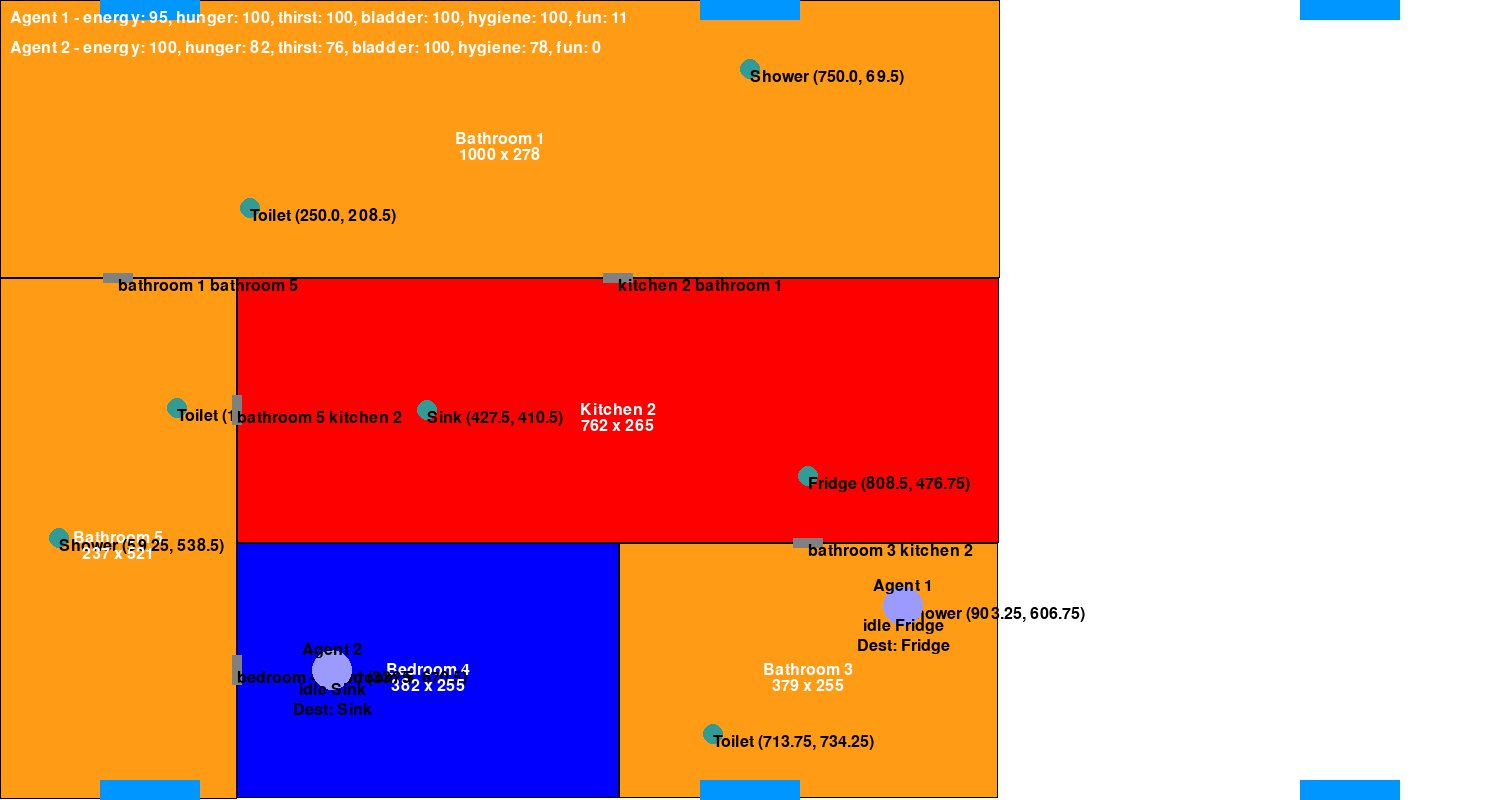 Agent 1 - energy: 95, hunger: 100, thirst: 100, bladder: 100, hygiene: 100, fun: 11
Agent 2 - energy: 100, hunger: 82, thirst: 76, bladder: 100, hygiene: 78, fun: 0
Shower (750.0, 69.5)
Bathroom 1
1000 x 278
Toilet (250.0, 208.5)
bathroom 1 bathroom 5
kitchen 2 bathroom 1
Toilet (1
bathroom 5 kitchen 2
Sink (427.5, 410.5)
Kitchen 2
762 x 265
Fridge (808.5, 476.75)
Bathroom 5
237 x 521
Shower (59.25, 538.5)
bathroom 3 kitchen 2
Agent 1
ower (903.25, 606.75)
idle Fridge
Dest: Fridge
Agent 2
Bedroom 4
382 x 255
bedroom
idle Sink
Dest: Sink
Bathroom 3
379 x 255
Toilet (713.75, 734.25)